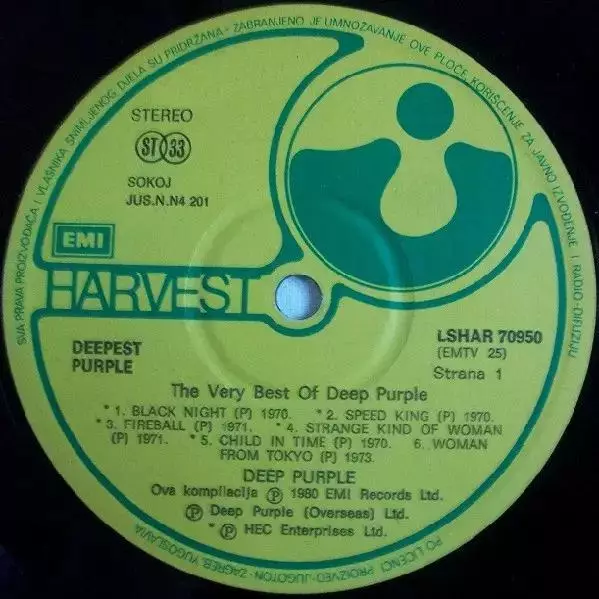 SVA PRAVA PROIZVOĐAČA I VLASNIKA SNIMLJENOG DJELA SU PRIDRŽANA - ZABRANJENO JE UMNOŽAVANJE OVE PLOČE, KORIŠĆENJE ZA JAVNO IZVOĐENJE I RADIO-DIFUZIJU
STEREO
ST 33
SOKOJ
JUS.N.N4 201
EMI
HARVEST
DEEPEST
PURPLE
LSHAR 70950
(EMTV 25)
Strana 1
The Very Best Of Deep Purple
* 1. BLACK NIGHT (P) 1970. * 2. SPEED KING (P) 1970.
* 3. FIREBALL (P) 1971. * 4. STRANGE KIND OF WOMAN
(P) 1971. * 5. CHILD IN TIME (P) 1970. 6. WOMAN
FROM TOKYO (P) 1973.
DEEP PURPLE
Ova kompilacija Ⓟ 1980 EMI Records Ltd.
Ⓟ Deep Purple (Overseas) Ltd.
* Ⓟ HEC Enterprises Ltd.
PO LICENCI PROIZVED-JUGOTON-ZAGREB, YUGOSLAVIA